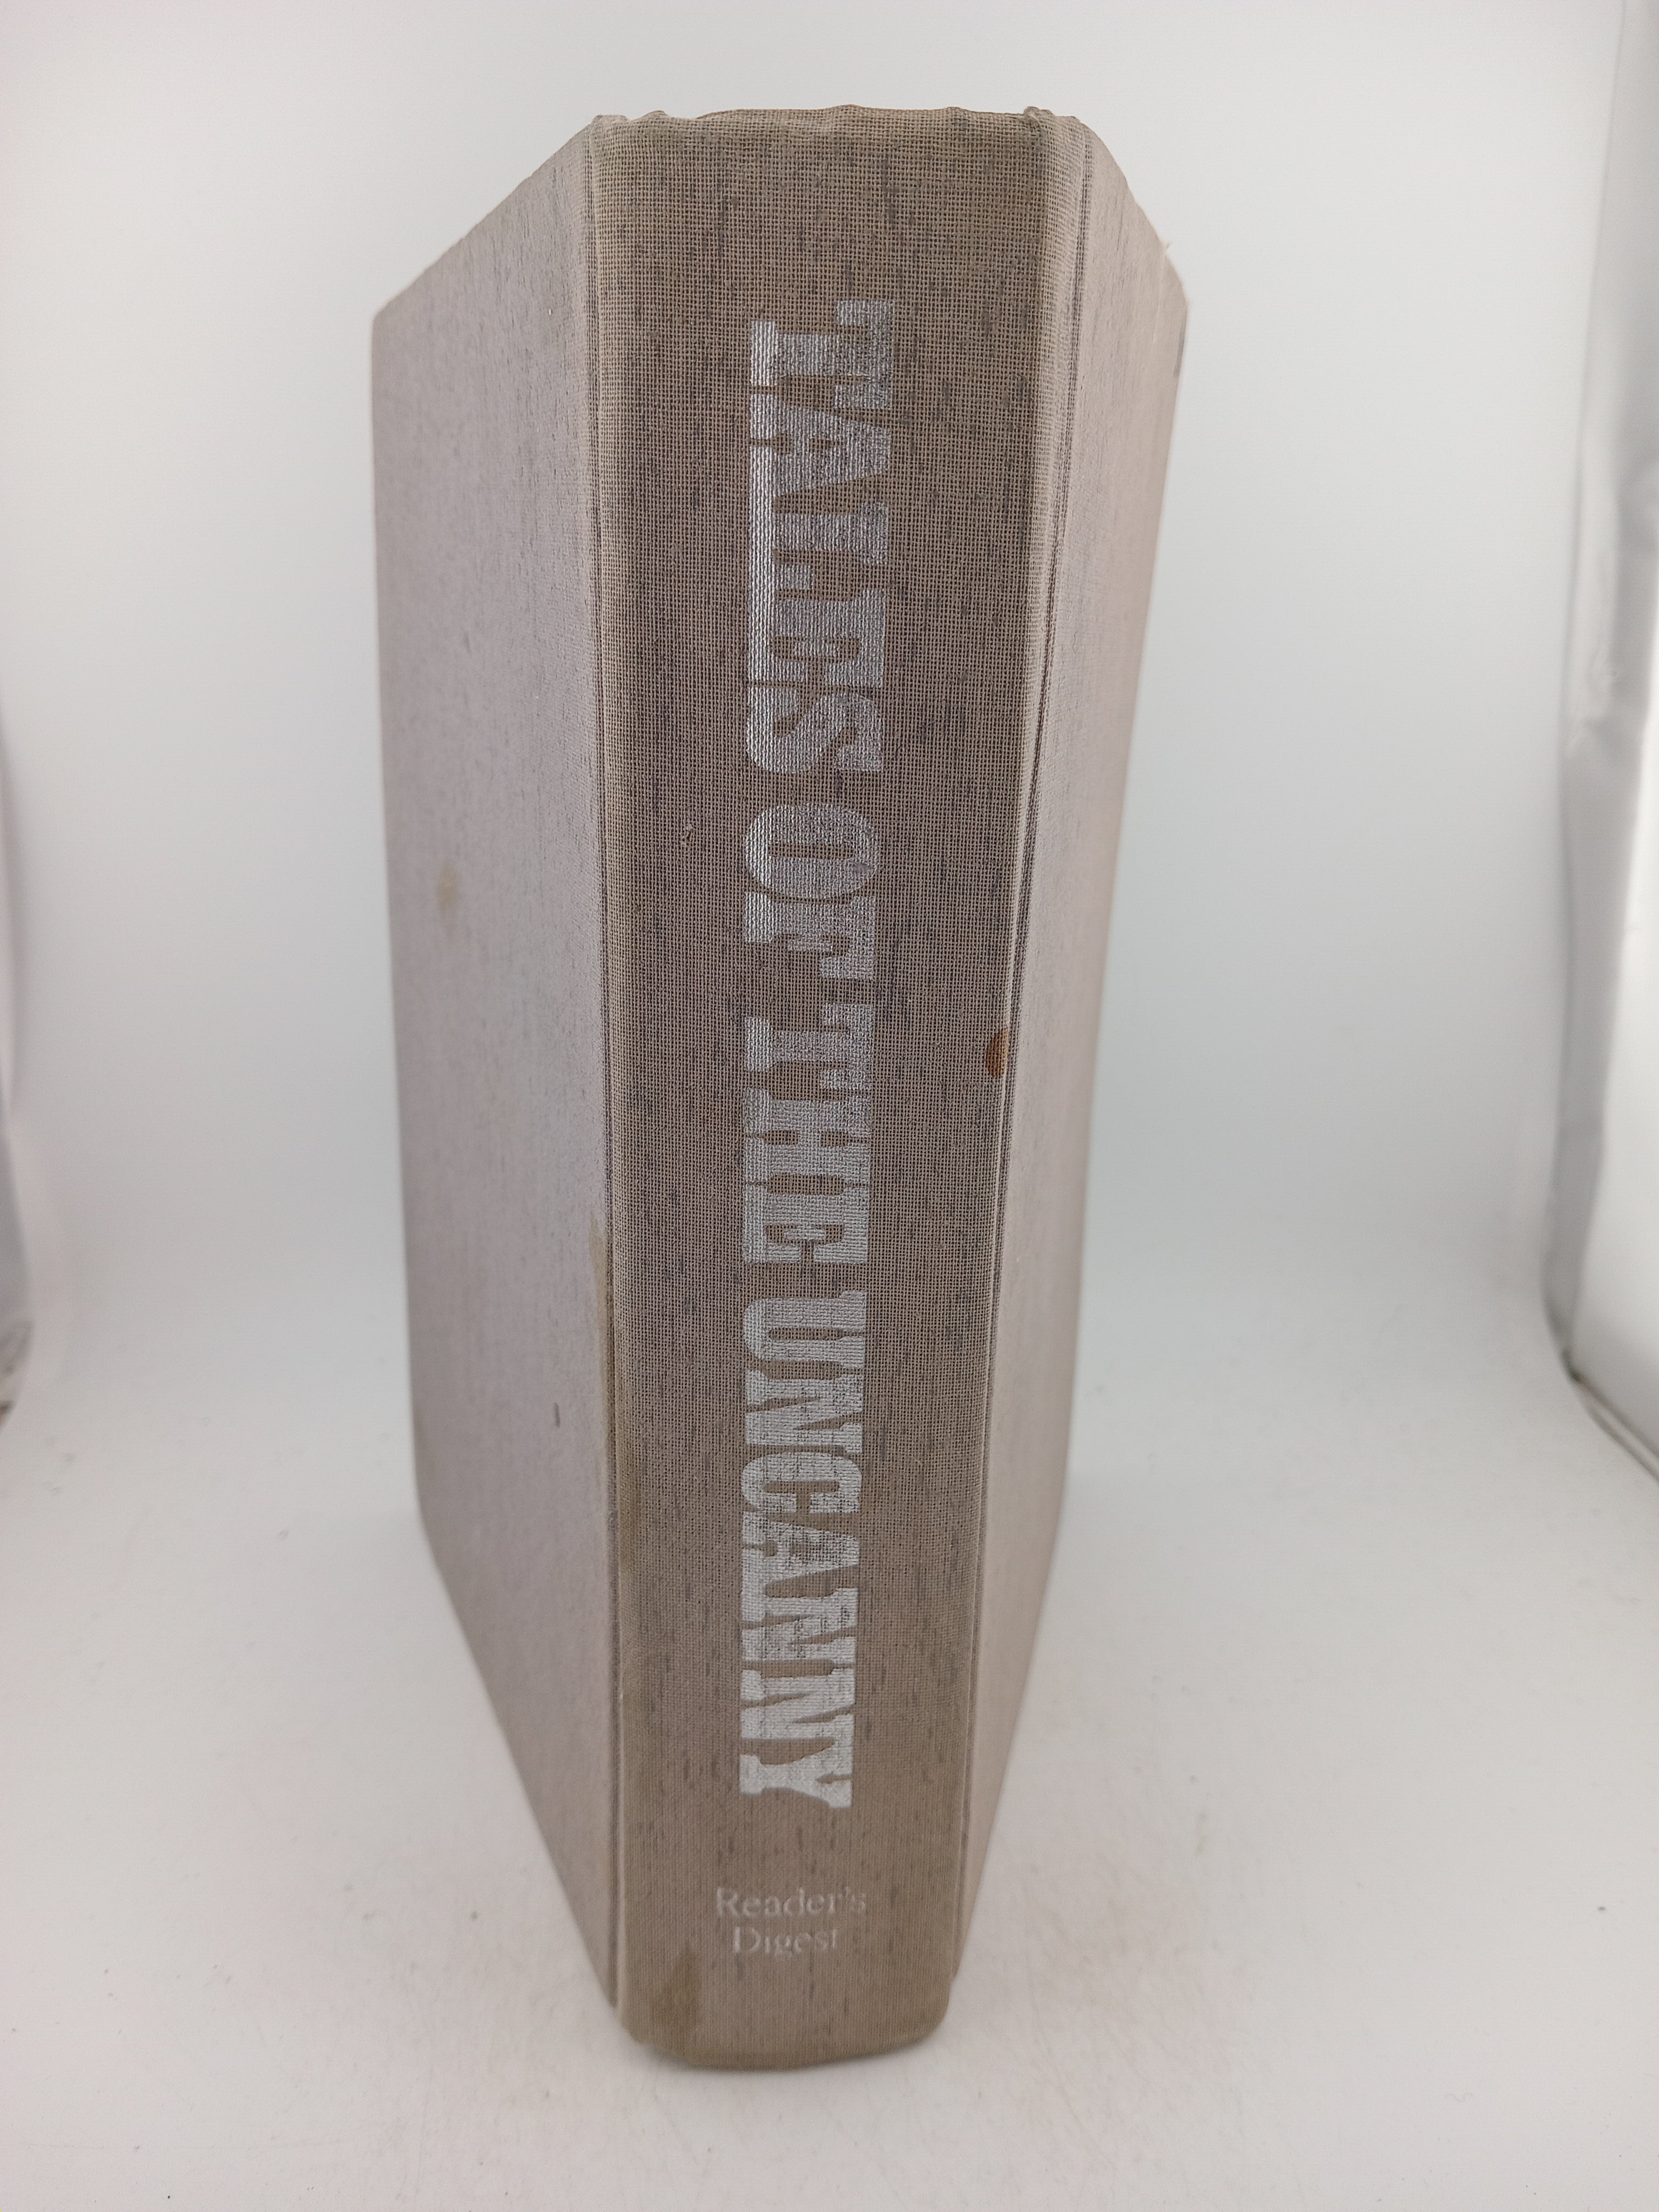 TALES OF THE UNCANNY
Reader's
Digest